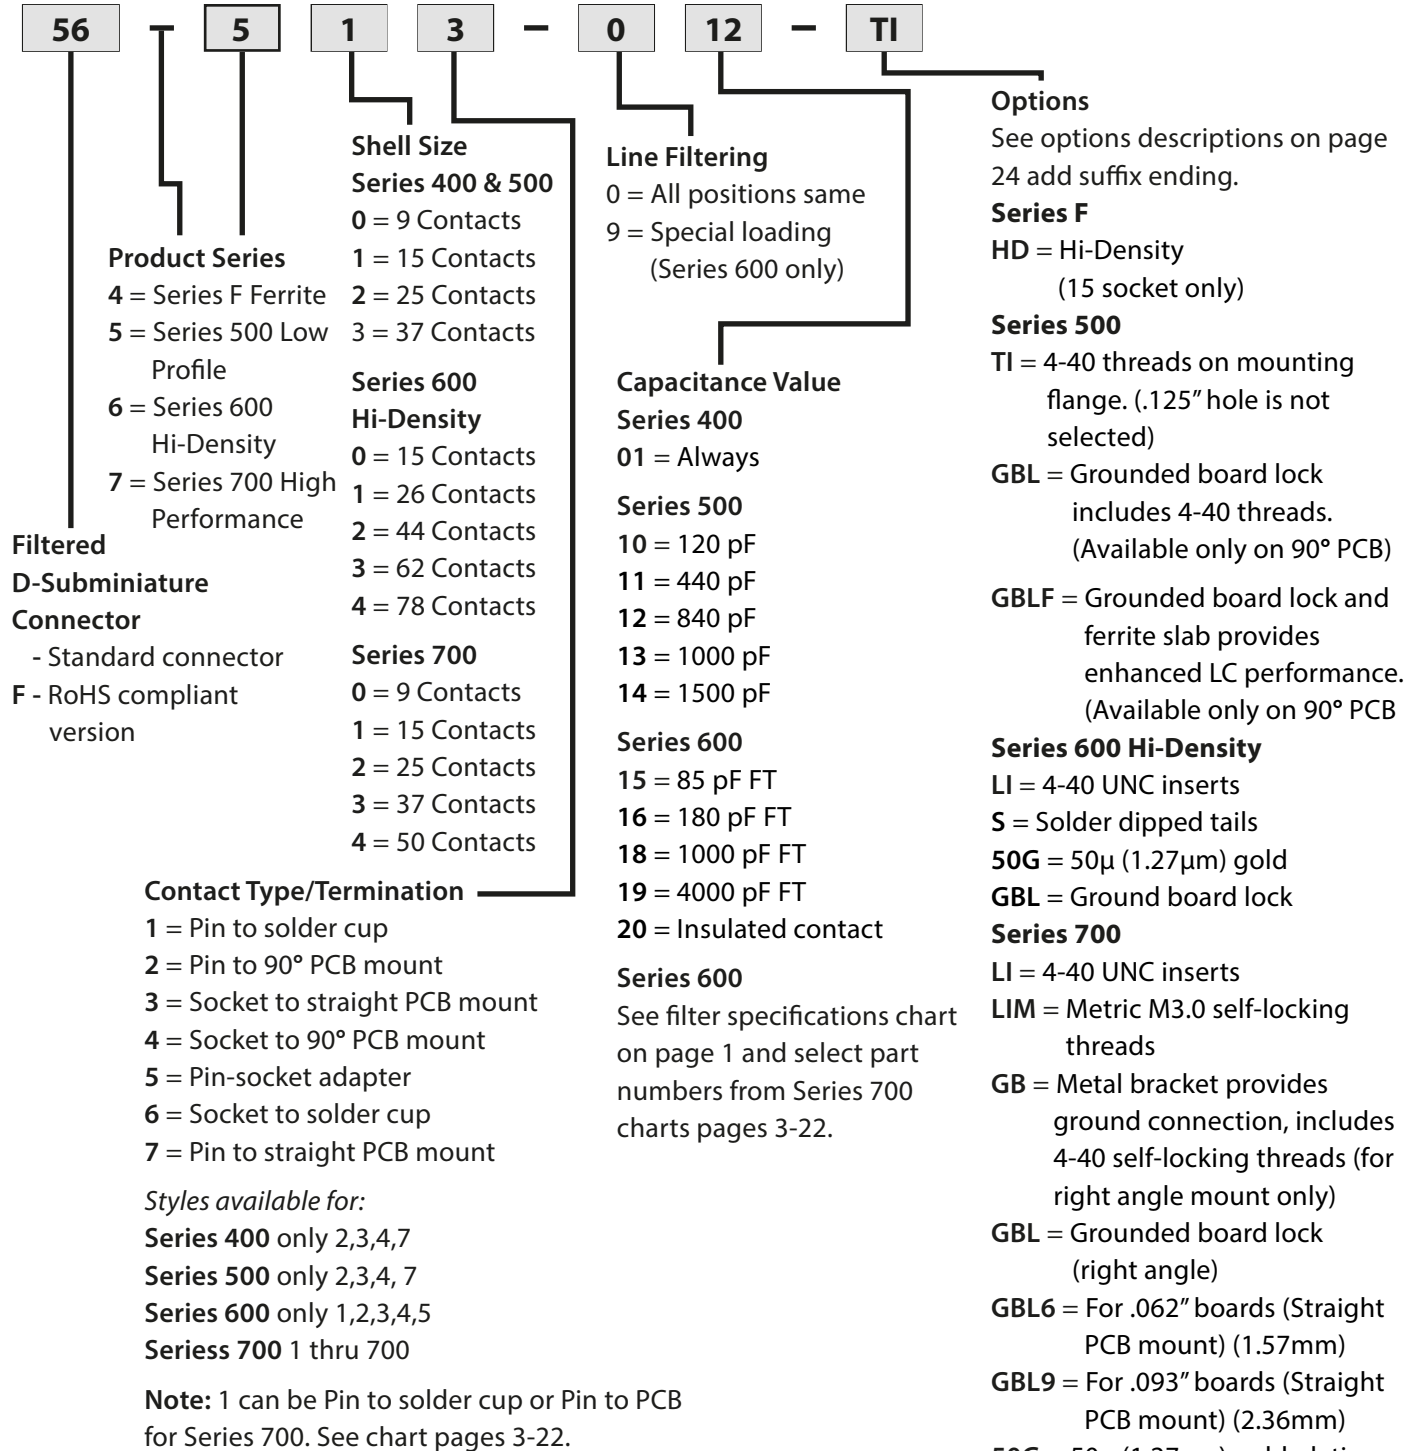 56 – 5 1 3 – 0 12 – TI
Filtered
D-Subminiature
Connector
- Standard connector
F - RoHS compliant
version
Product Series
4 = Series F Ferrite
5 = Series 500 Low
Profile
6 = Series 600
Hi-Density
7 = Series 700 High
Performance
Shell Size
Series 400 & 500
0 = 9 Contacts
1 = 15 Contacts
2 = 25 Contacts
3 = 37 Contacts
Series 600
Hi-Density
0 = 15 Contacts
1 = 26 Contacts
2 = 44 Contacts
3 = 62 Contacts
4 = 78 Contacts
Series 700
0 = 9 Contacts
1 = 15 Contacts
2 = 25 Contacts
3 = 37 Contacts
4 = 50 Contacts
Contact Type/Termination
1 = Pin to solder cup
2 = Pin to 90° PCB mount
3 = Socket to straight PCB mount
4 = Socket to 90° PCB mount
5 = Pin-socket adapter
6 = Socket to solder cup
7 = Pin to straight PCB mount
Styles available for:
Series 400 only 2,3,4,7
Series 500 only 2,3,4, 7
Series 600 only 1,2,3,4,5
Seriess 700 1 thru 700
Note: 1 can be Pin to solder cup or Pin to PCB
for Series 700. See chart pages 3-22.
Line Filtering
0 = All positions same
9 = Special loading
(Series 600 only)
Capacitance Value
Series 400
01 = Always
Series 500
10 = 120 pF
11 = 440 pF
12 = 840 pF
13 = 1000 pF
14 = 1500 pF
Series 600
15 = 85 pF FT
16 = 180 pF FT
18 = 1000 pF FT
19 = 4000 pF FT
20 = Insulated contact
Series 600
See filter specifications chart
on page 1 and select part
numbers from Series 700
charts pages 3-22.
Options
See options descriptions on page
24 add suffix ending.
Series F
HD = Hi-Density
(15 socket only)
Series 500
TI = 4-40 threads on mounting
flange. (.125” hole is not
selected)
GBL = Grounded board lock
includes 4-40 threads.
(Available only on 90° PCB)
GBLF = Grounded board lock and
ferrite slab provides
enhanced LC performance.
(Available only on 90° PCB
Series 600 Hi-Density
LI = 4-40 UNC inserts
S = Solder dipped tails
50G = 50µ (1.27µm) gold
GBL = Ground board lock
Series 700
LI = 4-40 UNC inserts
LIM = Metric M3.0 self-locking
threads
GB = Metal bracket provides
ground connection, includes
4-40 self-locking threads (for
right angle mount only)
GBL = Grounded board lock
(right angle)
GBL6 = For .062” boards (Straight
PCB mount) (1.57mm)
GBL9 = For .093” boards (Straight
PCB mount) (2.36mm)